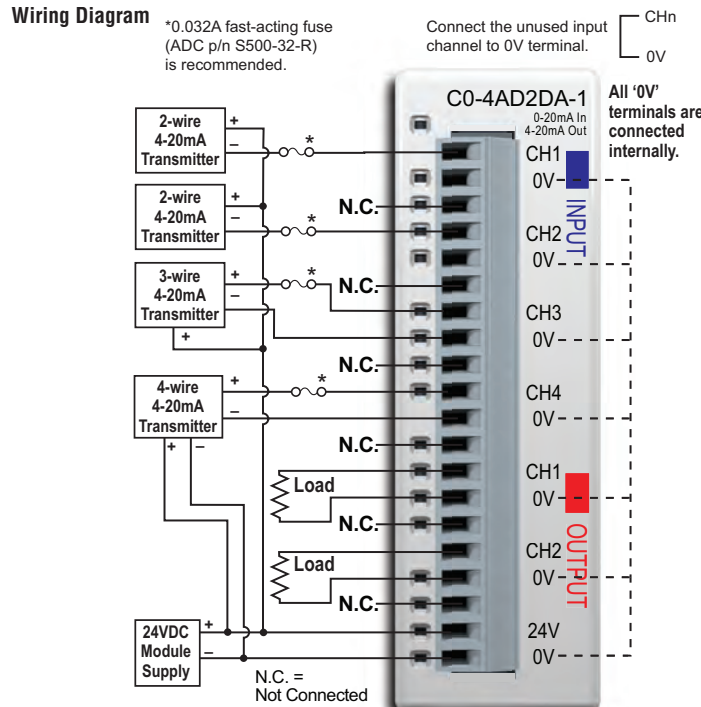 Wiring Diagram
*0.032A fast-acting fuse
(ADC p/n S500-32-R)
is recommended.
Connect the unused input
channel to 0V terminal.
CHn
0V
All ‘0V’
terminals are
connected
internally.
C0-4AD2DA-1
0-20mA In
4-20mA Out
2-wire
4-20mA
Transmitter
+
–
*
CH1
0V
INPUT
2-wire
4-20mA
Transmitter
+
–
*
N.C.
CH2
0V
3-wire
4-20mA
Transmitter
+
–
+
*
N.C.
CH3
0V
N.C.
4-wire
4-20mA
Transmitter
+
–
+
–
*
CH4
0V
N.C.
Load
CH1
0V
OUTPUT
N.C.
Load
CH2
0V
N.C.
24VDC
Module
Supply
+
–
24V
0V
N.C. =
Not Connected